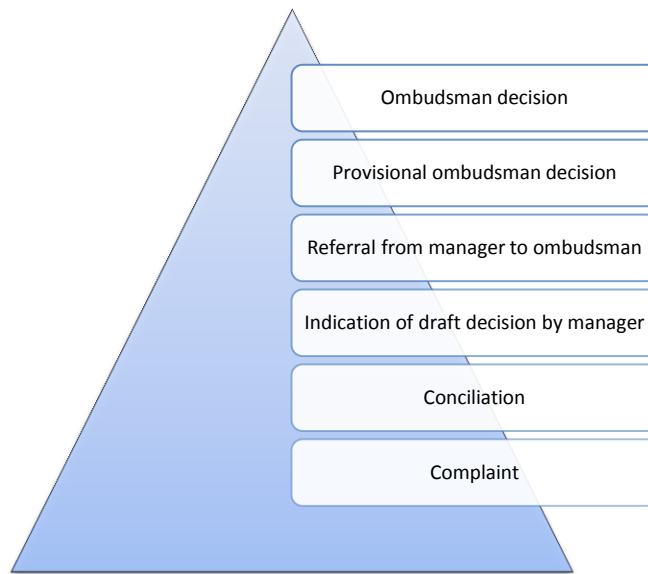 Ombudsman decision
Provisional ombudsman decision
Referral from manager to ombudsman
Indication of draft decision by manager
Conciliation
Complaint